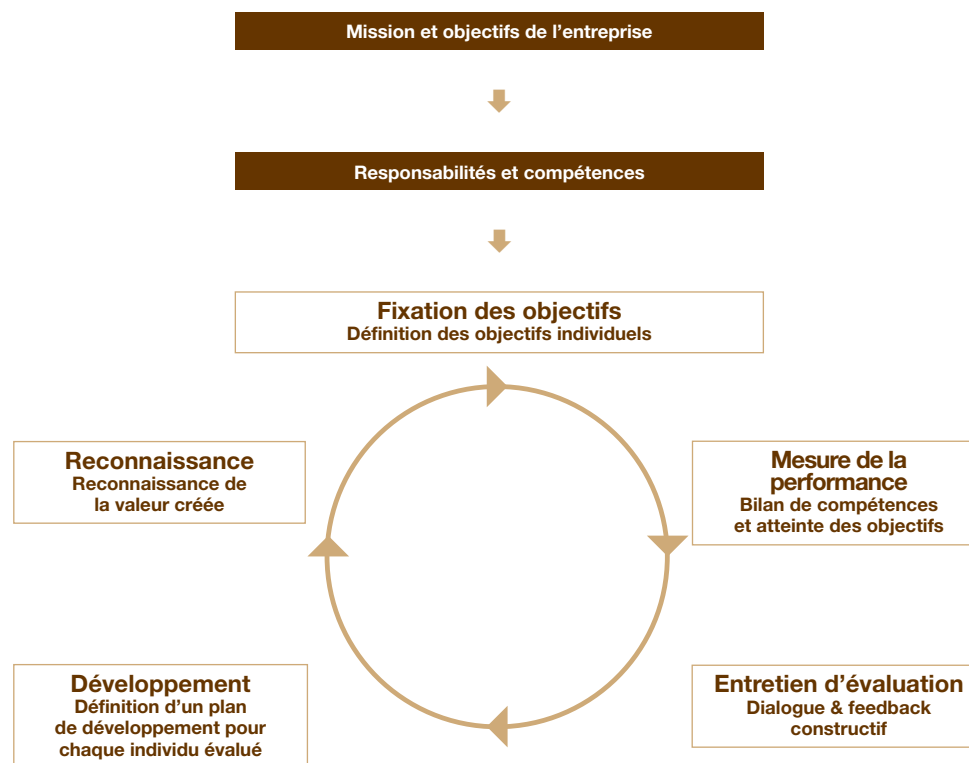 Mission et objectifs de l'entreprise
Responsabilités et compétences
Fixation des objectifs
Définition des objectifs individuels
Reconnaissance
Reconnaissance de
la valeur créée
Mesure de la
performance
Bilan de compétences
et atteinte des objectifs
Développement
Définition d'un plan
de développement pour
chaque individu évalué
Entretien d'évaluation
Dialogue & feedback
constructif